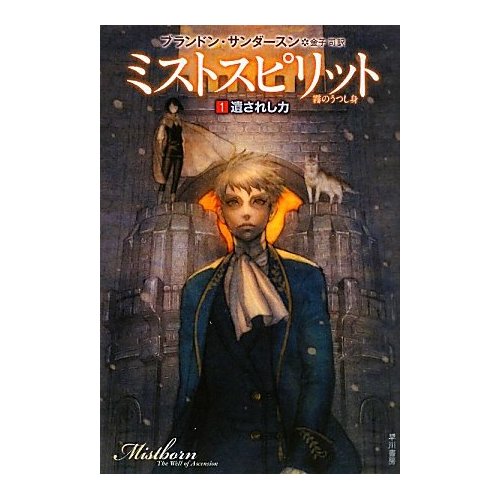 ブランドン・サンダースン※金子 司 訳
ミストスピリット
霧のうつし身
1 遺されし力
Mistborn
The Well of Ascension
早川書房